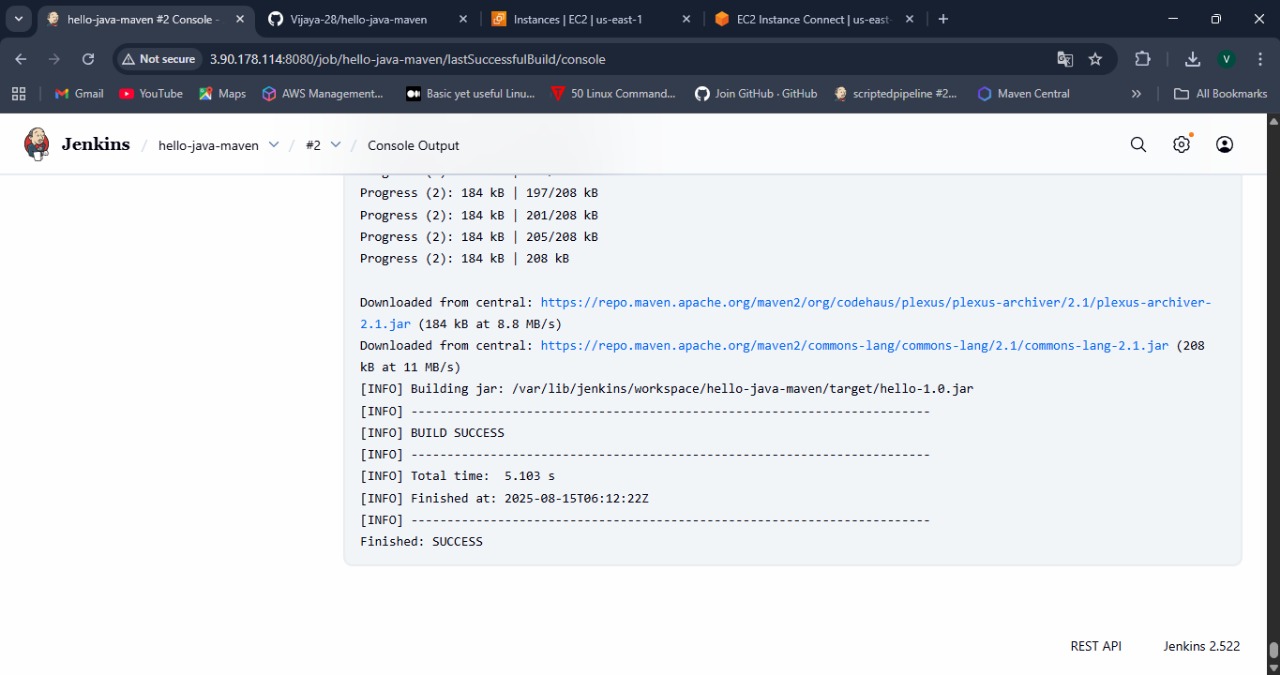 hello-java-maven #2 Console -
Vijaya-28/hello-java-maven
Instances | EC2 | us-east-1
EC2 Instance Connect | us-east-
Not secure
3.90.178.114:8080/job/hello-java-maven/lastSuccessfulBuild/console
V
Gmail
YouTube
Maps
AWS Management...
Basic yet useful Linu...
50 Linux Command...
Join GitHub · GitHub
scriptedpipeline #2...
Maven Central
»
All Bookmarks
Jenkins / hello-java-maven / #2 / Console Output
Progress (2): 184 kB | 197/208 kB
Progress (2): 184 kB | 201/208 kB
Progress (2): 184 kB | 205/208 kB
Progress (2): 184 kB | 208 kB
Downloaded from central: https://repo.maven.apache.org/maven2/org/codehaus/plexus/plexus-archiver/2.1/plexus-archiver-
2.1.jar (184 kB at 8.8 MB/s)
Downloaded from central: https://repo.maven.apache.org/maven2/commons-lang/commons-lang/2.1/commons-lang-2.1.jar (208
kB at 11 MB/s)
[INFO] Building jar: /var/lib/jenkins/workspace/hello-java-maven/target/hello-1.0.jar
[INFO] ------------------------------------------------------------------------
[INFO] BUILD SUCCESS
[INFO] ------------------------------------------------------------------------
[INFO] Total time:  5.103 s
[INFO] Finished at: 2025-08-15T06:12:22Z
[INFO] ------------------------------------------------------------------------
Finished: SUCCESS
REST API
Jenkins 2.522